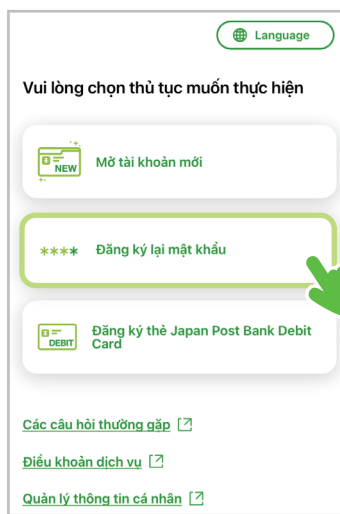 Language
Vui lòng chọn thủ tục muốn thực hiện
NEW
Mở tài khoản mới
**** Đăng ký lại mật khẩu
DEBIT
Đăng ký thẻ Japan Post Bank Debit
Card
Các câu hỏi thường gặp
Điều khoản dịch vụ
Quản lý thông tin cá nhân